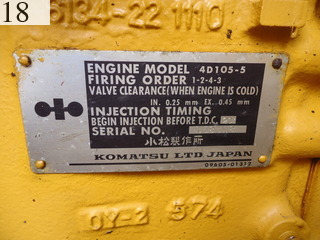 18
6134-22 1110
ENGINE MODEL 4D105-5
FIRING ORDER 1-2-4-3
VALVE CLEARANCE(WHEN ENGINE IS COLD)
IN. 0.25 mm EX. 0.45 mm
INJECTION TIMING
BEGIN INJECTION BEFORE T.D.C.
SERIAL NO.
小松製作所
KOMATSU LTD JAPAN
09605-01313
OY-2 574